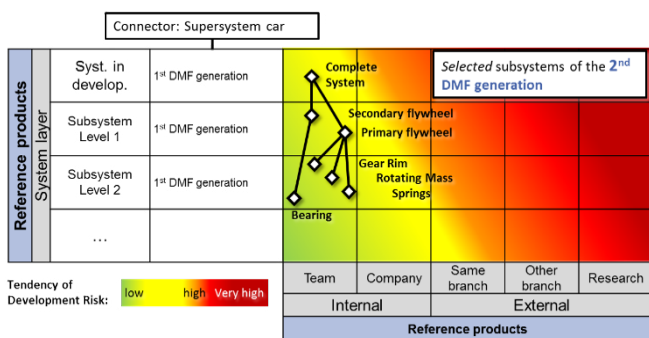 Connector: Supersystem car
Reference products
System layer
Syst. in
develop.
1st DMF generation
Complete
System
Selected subsystems of the 2nd
DMF generation
Subsystem
Level 1
1st DMF generation
Secondary flywheel
Primary flywheel
Subsystem
Level 2
1st DMF generation
Gear Rim
Rotating Mass
Springs
Bearing
...
Tendency of
Development Risk:
low high Very high
Team Company Same
branch Other
branch Research
Internal External
Reference products